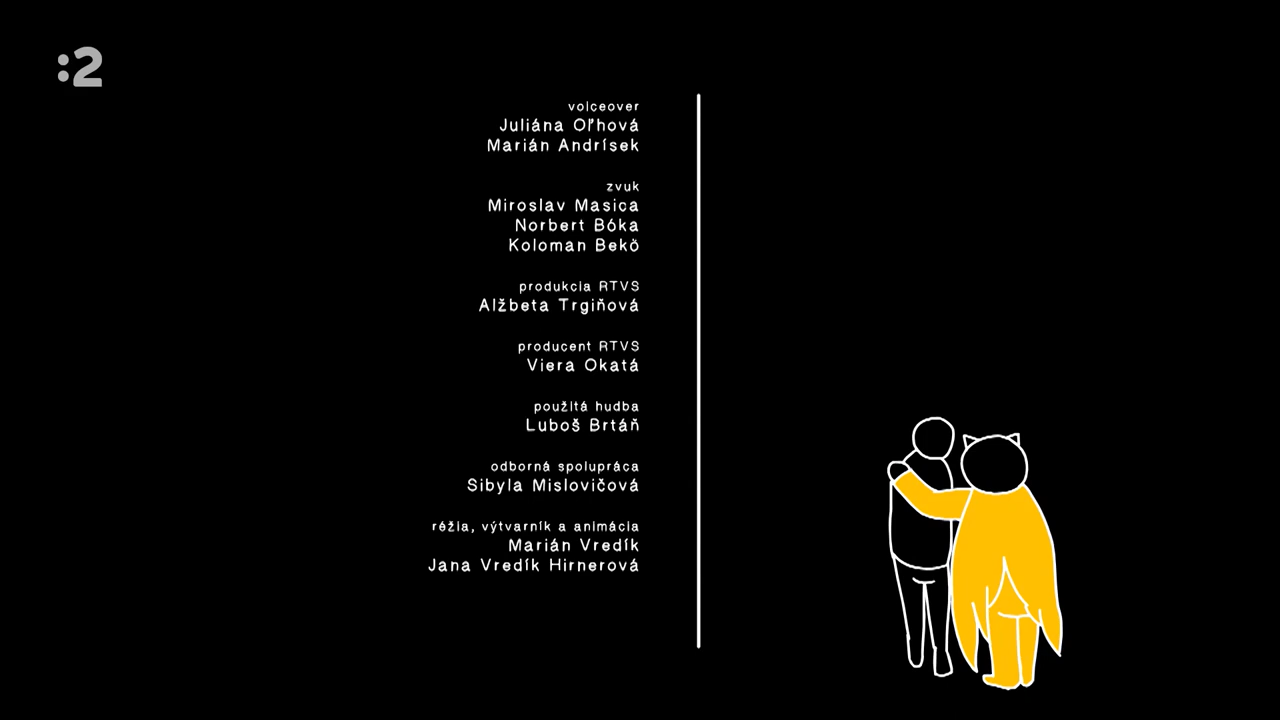 :2
voiceover
Juliána Oľhová
Marián Andrísek
zvuk
Miroslav Masica
Norbert Bóka
Koloman Bekö
produkcia RTVS
Alžbeta Trgiňová
producent RTVS
Viera Okatá
použitá hudba
Luboš Brtáň
odborná spolupráca
Sibyla Mislovičová
réžia, výtvarník a animácia
Marián Vredík
Jana Vredík Hirnerová